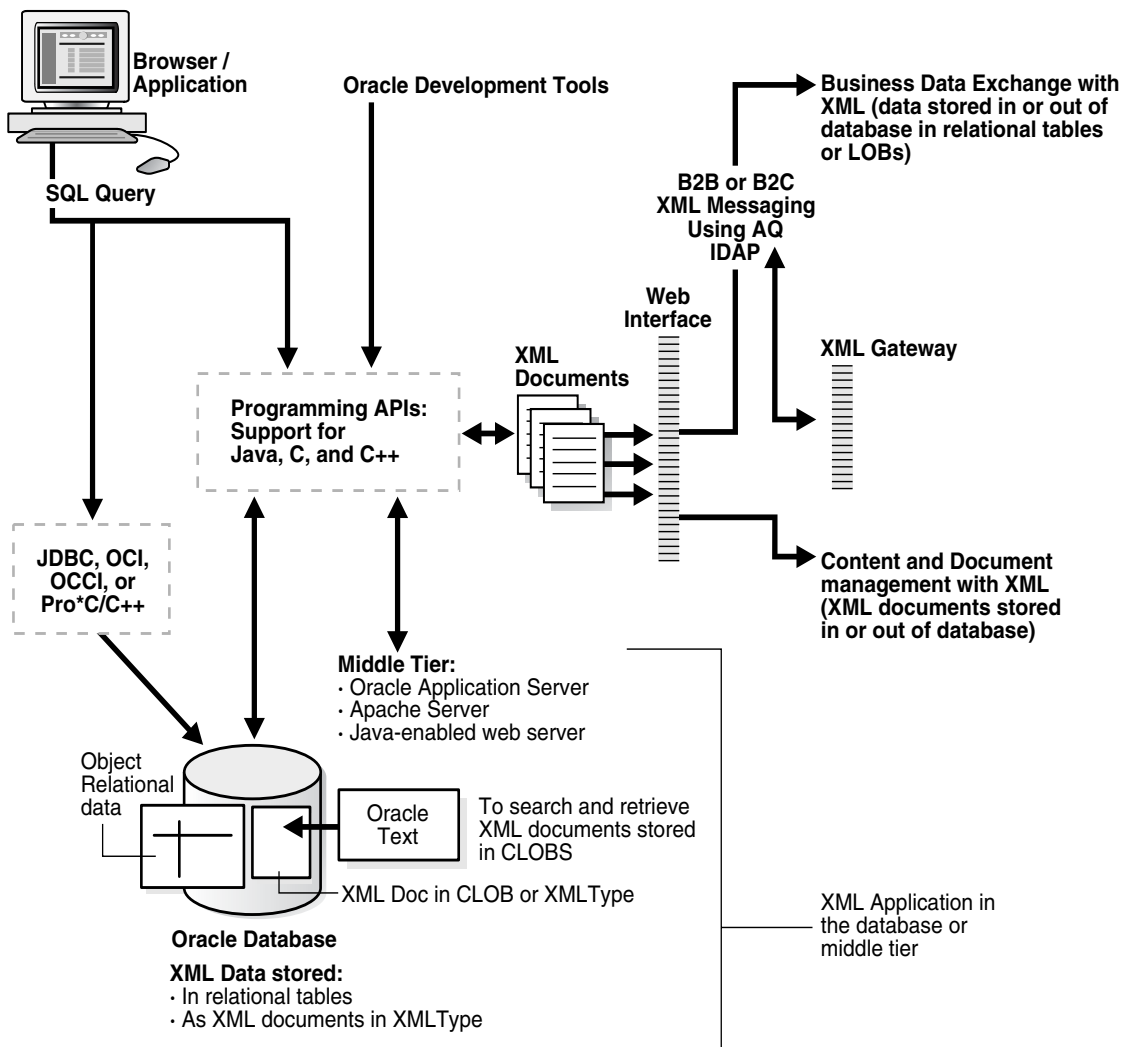 Browser /
Application
Oracle Development Tools
Business Data Exchange with
XML (data stored in or out of
database in relational tables
or LOBs)
SQL Query
B2B or B2C
XML Messaging
Using AQ
IDAP
Web
Interface
XML
Documents
XML Gateway
Programming APIs:
Support for
Java, C, and C++
JDBC, OCI,
OCCI, or
Pro*C/C++
Content and Document
management with XML
(XML documents stored
in or out of database)
Middle Tier:
· Oracle Application Server
· Apache Server
· Java-enabled web server
Object
Relational
data
Oracle
Text
To search and retrieve
XML documents stored
in CLOBS
XML Doc in CLOB or XMLType
XML Application in
the database or
middle tier
Oracle Database
XML Data stored:
· In relational tables
· As XML documents in XMLType